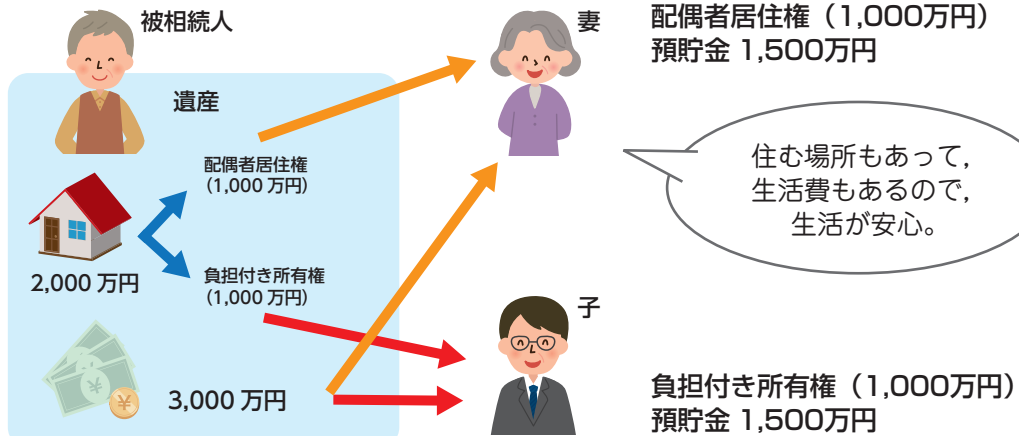 被相続人
遺産
配偶者居住権
(1,000 万円)
2,000 万円
負担付き所有権
(1,000 万円)
3,000 万円
妻
配偶者居住権（1,000万円）
預貯金 1,500万円
住む場所もあって，
生活費もあるので，
生活が安心。
子
負担付き所有権（1,000万円）
預貯金 1,500万円